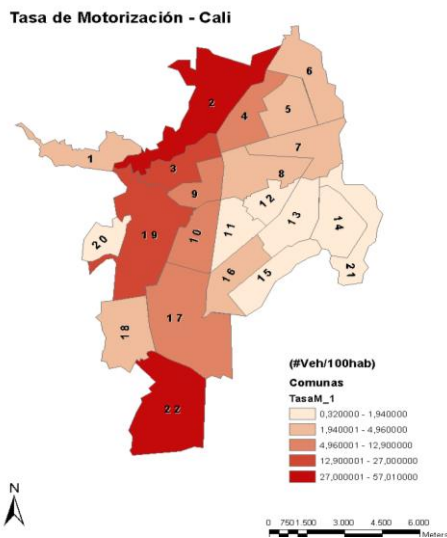 Tasa de Motorización - Cali
6
2
4
5
7
1
3
8
9
12
13
14
20
19
10
11
21
16
15
17
18
22
(#Veh/100hab)
Comunas
TasaM_1
0,320000 - 1,940000
1,940001 - 4,960000
4,960001 - 12,900000
12,900001 - 27,000000
27,000001 - 57,010000
N
0 750 1.500 3.000 4.500 6.000
Meters